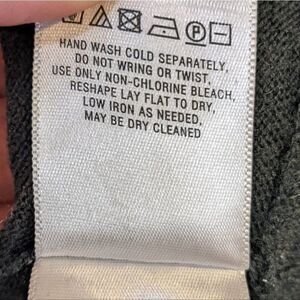 HAND WASH COLD SEPARATELY,
DO NOT WRING OR TWIST,
USE ONLY NON-CHLORINE BLEACH,
RESHAPE LAY FLAT TO DRY,
LOW IRON AS NEEDED,
MAY BE DRY CLEANED